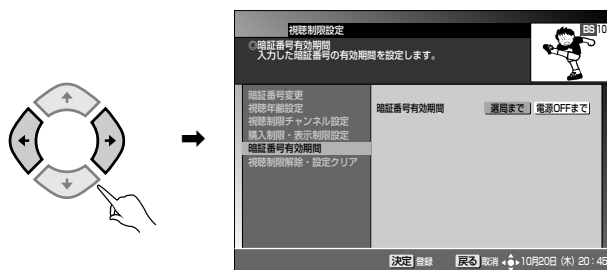 視聴制限設定
◎暗証番号有効期間
入力した暗証番号の有効期間を設定します。
BS 10
暗証番号変更
視聴年齢設定
視聴制限チャンネル設定
購入制限・表示制限設定
暗証番号有効期間
視聴制限解除・設定クリア
暗証番号有効期間 選局まで 電源OFFまで
決定 登録 戻る 取消 10月20日 (木) 20:45